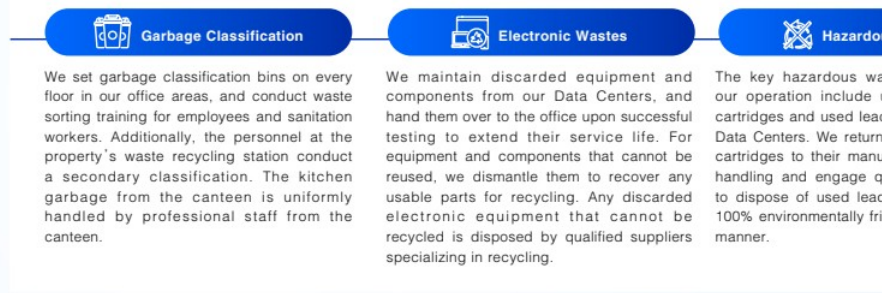 Garbage Classification
We set garbage classification bins on every
floor in our office areas, and conduct waste
sorting training for employees and sanitation
workers. Additionally, the personnel at the
property's waste recycling station conduct
a secondary classification. The kitchen
garbage from the canteen is uniformly
handled by professional staff from the
canteen.
Electronic Wastes
We maintain discarded equipment and
components from our Data Centers, and
hand them over to the office upon successful
testing to extend their service life. For
equipment and components that cannot be
reused, we dismantle them to recover any
usable parts for recycling. Any discarded
electronic equipment that cannot be
recycled is disposed by qualified suppliers
specializing in recycling.
The key hazardous
our operation include
cartridges and used
Data Centers. We return
cartridges to their
handling and engage
to dispose of used
100% environmentally
manner.